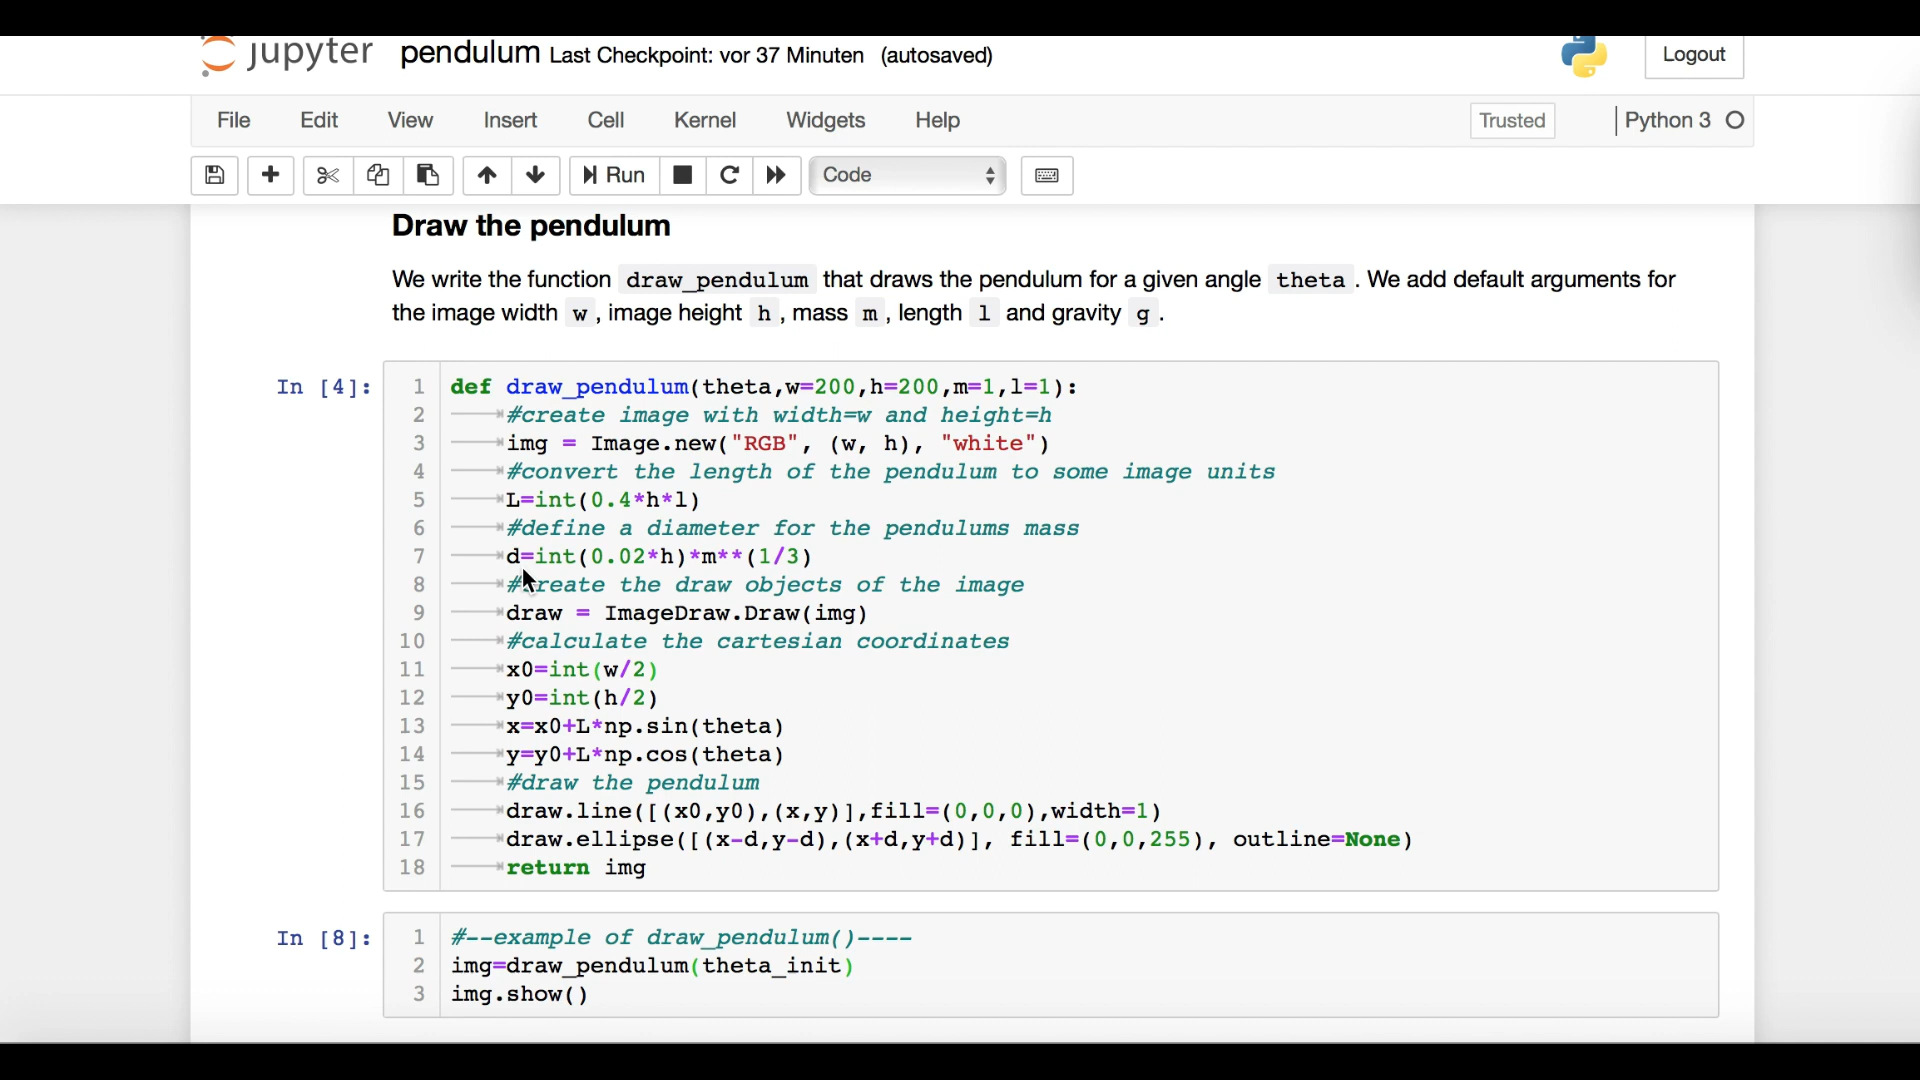 jupyter pendulum Last Checkpoint: vor 37 Minuten (autosaved) Logout
File Edit View Insert Cell Kernel Widgets Help Trusted Python 3
Run Code
Draw the pendulum
We write the function draw_pendulum that draws the pendulum for a given angle theta . We add default arguments for
the image width w , image height h , mass m , length l and gravity g .
In [4]:
1 def draw_pendulum(theta,w=200,h=200,m=1,l=1):
2 #create image with width=w and height=h
3 img = Image.new("RGB", (w, h), "white")
4 #convert the length of the pendulum to some image units
5 L=int(0.4*h*l)
6 #define a diameter for the pendulums mass
7 d=int(0.02*h)*m**(1/3)
8 #create the draw objects of the image
9 draw = ImageDraw.Draw(img)
10 #calculate the cartesian coordinates
11 x0=int(w/2)
12 y0=int(h/2)
13 x=x0+L*np.sin(theta)
14 y=y0+L*np.cos(theta)
15 #draw the pendulum
16 draw.line([(x0,y0),(x,y)],fill=(0,0,0),width=1)
17 draw.ellipse([(x-d,y-d),(x+d,y+d)], fill=(0,0,255), outline=None)
18 return img
In [8]:
1 #--example of draw_pendulum()----
2 img=draw_pendulum(theta_init)
3 img.show()